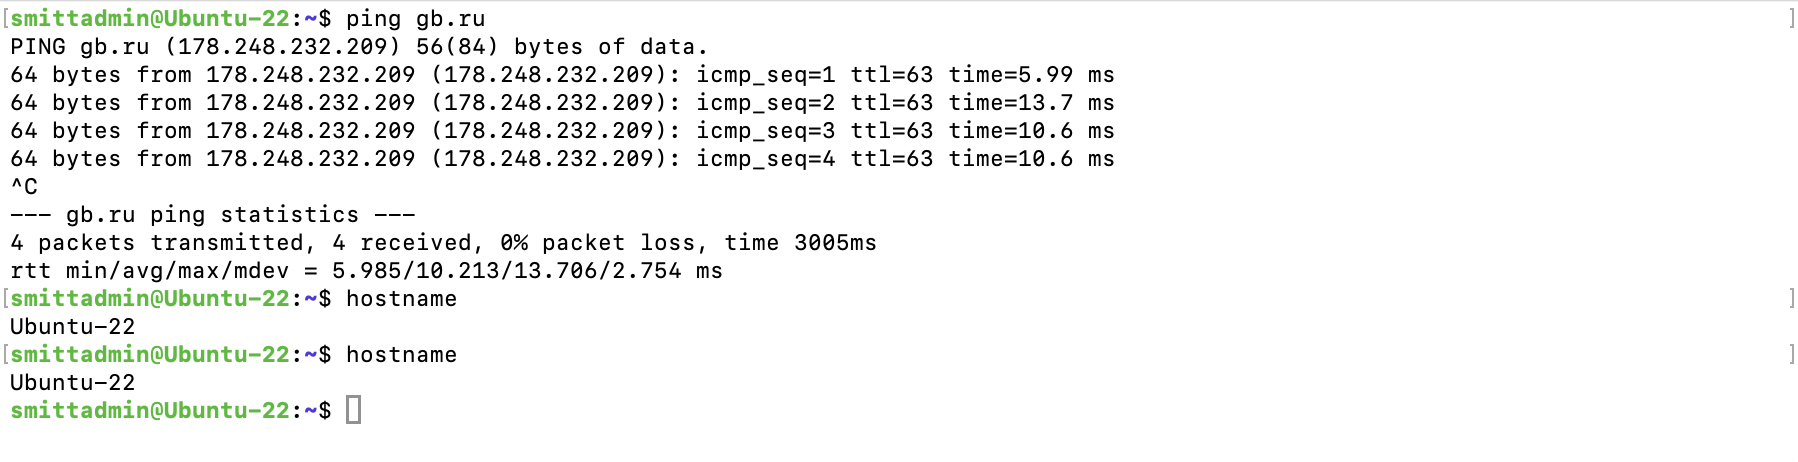 [smittadmin@Ubuntu-22:~$ ping gb.ru ]
PING gb.ru (178.248.232.209) 56(84) bytes of data.
64 bytes from 178.248.232.209 (178.248.232.209): icmp_seq=1 ttl=63 time=5.99 ms
64 bytes from 178.248.232.209 (178.248.232.209): icmp_seq=2 ttl=63 time=13.7 ms
64 bytes from 178.248.232.209 (178.248.232.209): icmp_seq=3 ttl=63 time=10.6 ms
64 bytes from 178.248.232.209 (178.248.232.209): icmp_seq=4 ttl=63 time=10.6 ms
^C
--- gb.ru ping statistics ---
4 packets transmitted, 4 received, 0% packet loss, time 3005ms
rtt min/avg/max/mdev = 5.985/10.213/13.706/2.754 ms
[smittadmin@Ubuntu-22:~$ hostname ]
Ubuntu-22
[smittadmin@Ubuntu-22:~$ hostname ]
Ubuntu-22
smittadmin@Ubuntu-22:~$